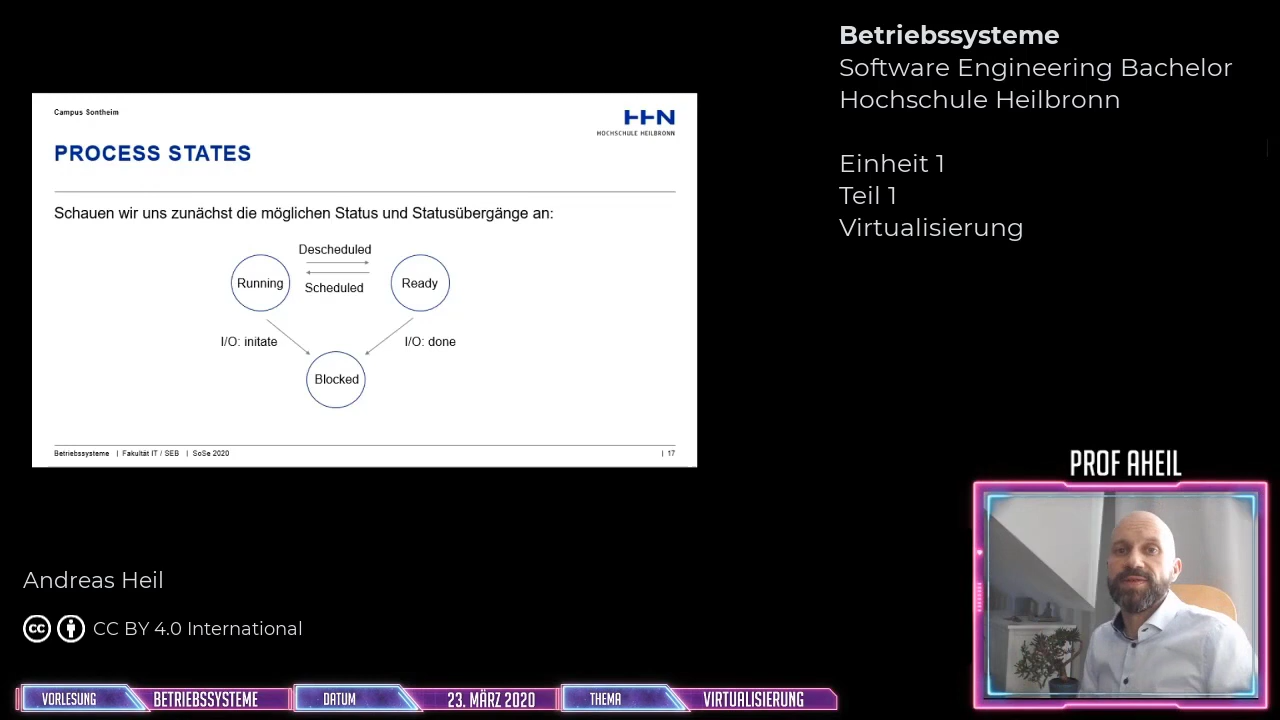 Betriebssysteme
Software Engineering Bachelor
Hochschule Heilbronn
Einheit 1
Teil 1
Virtualisierung
Campus Sontheim
HHN
HOCHSCHULE HEILBRONN
PROCESS STATES
Schauen wir uns zunächst die möglichen Status und Statusübergänge an:
Descheduled
Running
Ready
Scheduled
I/O: initate
I/O: done
Blocked
Betriebssysteme | Fakultät IT / SEB | SoSe 2020
| 17
PROF AHEIL
Andreas Heil
cc CC BY 4.0 International
VORLESUNG BETRIEBSSYSTEME DATUM 23. MÄRZ 2020 THEMA VIRTUALISIERUNG